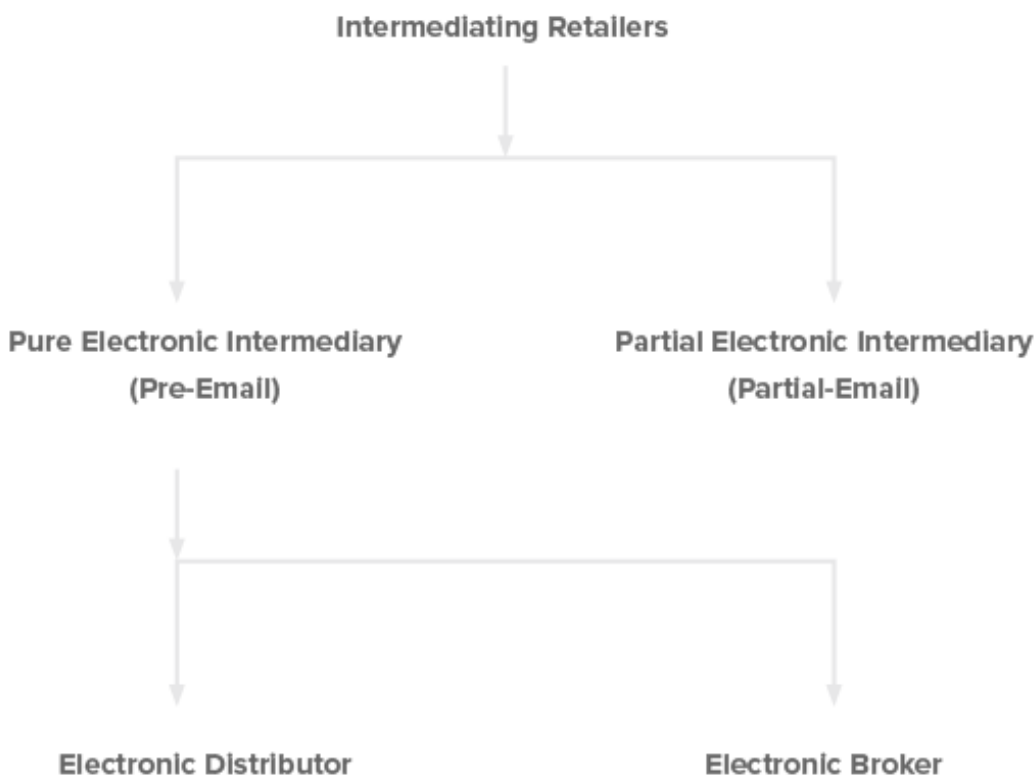 Intermediating Retailers
Pure Electronic Intermediary
(Pre-Email)
Partial Electronic Intermediary
(Partial-Email)
Electronic Distributor
Electronic Broker